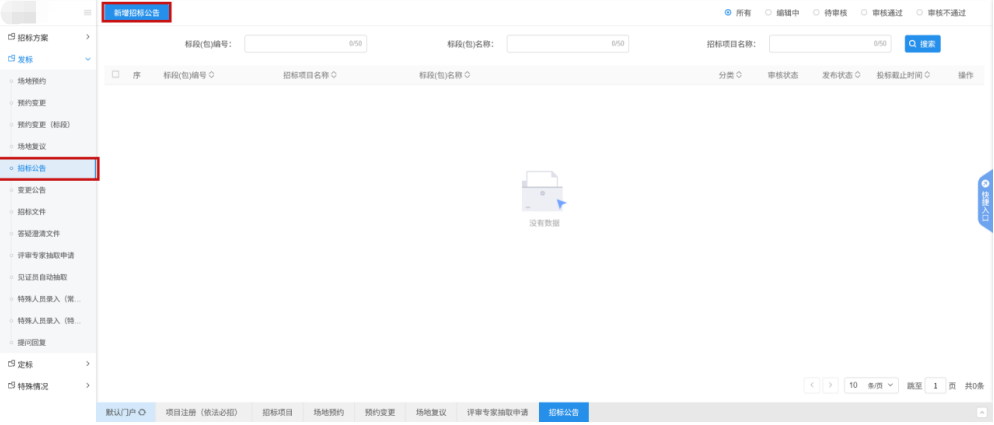 新增招标公告
所有 编辑中 待审核 审核通过 审核不通过
招标方案
标段(包)编号： 0/50 标段(包)名称： 0/50 招标项目名称： 0/50 搜索
发标
序 标段(包)编号 招标项目名称 标段(包)名称 分类 审核状态 发布状态 投标截止时间 操作
场地预约
预约变更
预约变更（标段）
场地复议
招标公告
变更公告
招标文件
答疑澄清文件
评审专家抽取申请
见证员自动抽取
特殊人员录入（常...
特殊人员录入（特...
提问回复
定标
特殊情况
没有数据
快捷入口
10 条/页 跳至 1 页 共0条
默认门户 项目注册（依法必招） 招标项目 场地预约 预约变更 场地复议 评审专家抽取申请 招标公告